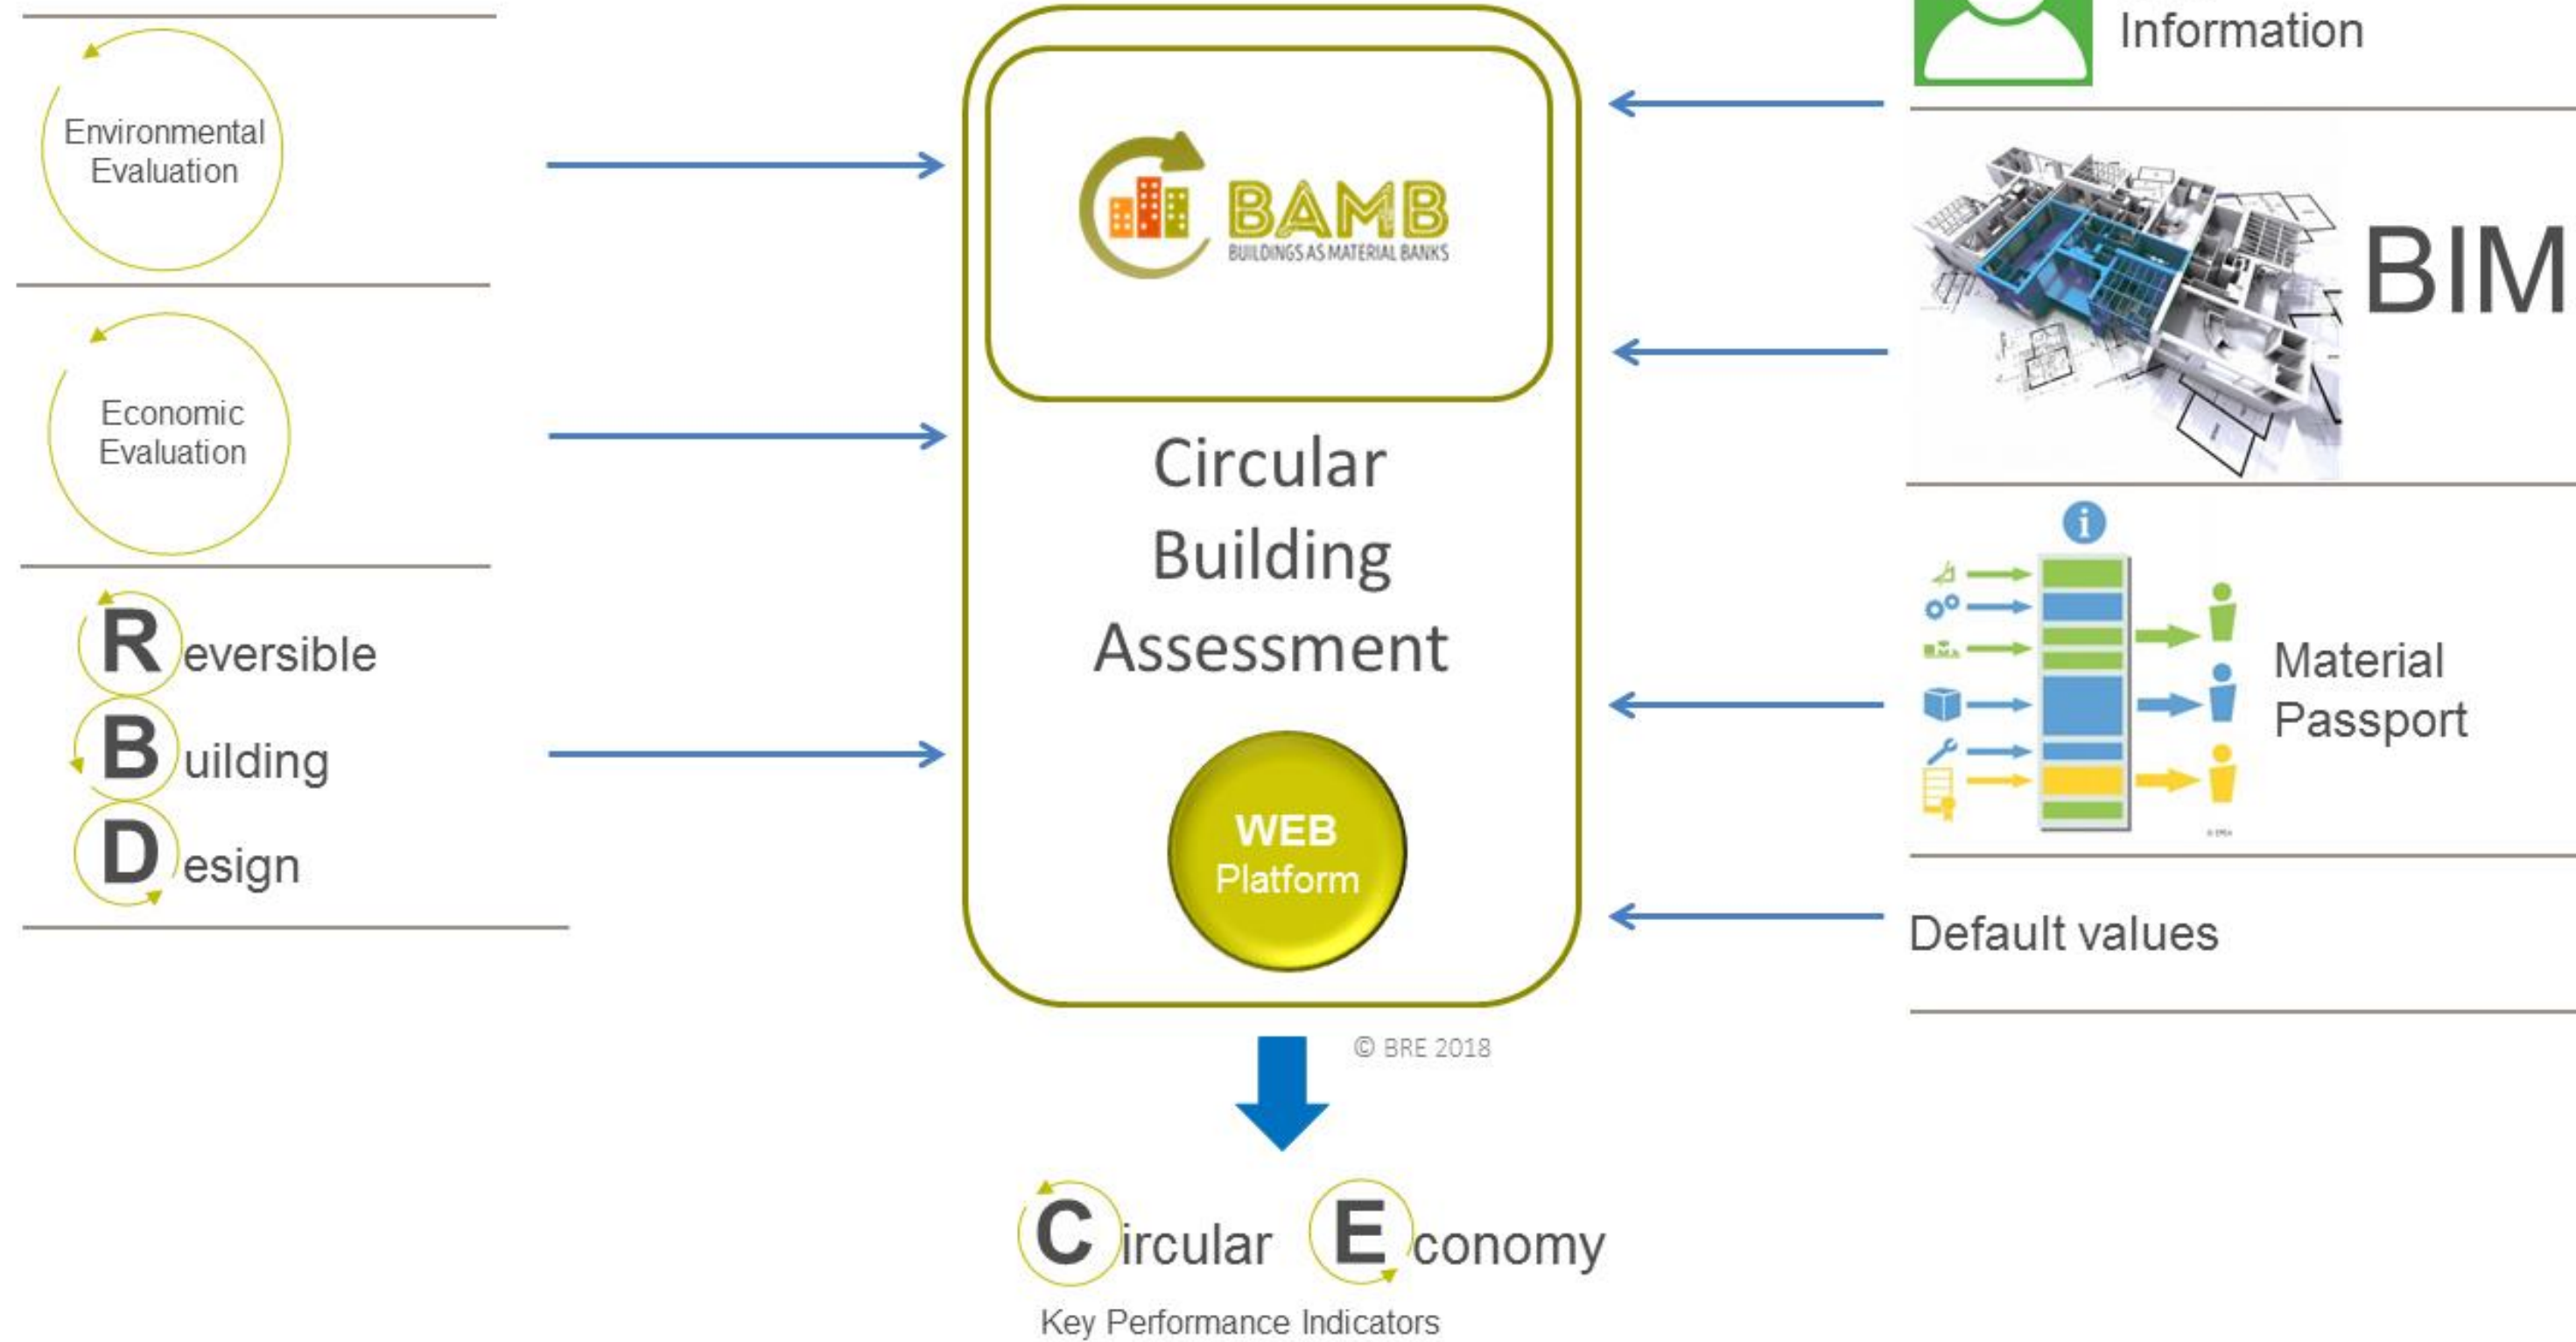 Environmental
Evaluation
Economic
Evaluation
Reversible
Building
Design
BAMB
BUILDINGS AS MATERIAL BANKS
Circular
Building
Assessment
WEB
Platform
© BRE 2018
Circular Economy
Key Performance Indicators
Information
BIM
i
Material
Passport
Default values